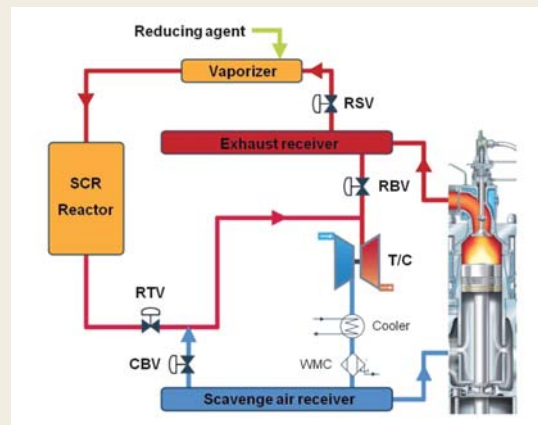 Reducing agent
Vaporizer
RSV
Exhaust receiver
SCR
Reactor
RBV
T/C
RTV
Cooler
CBV
WMC
Scavenge air receiver